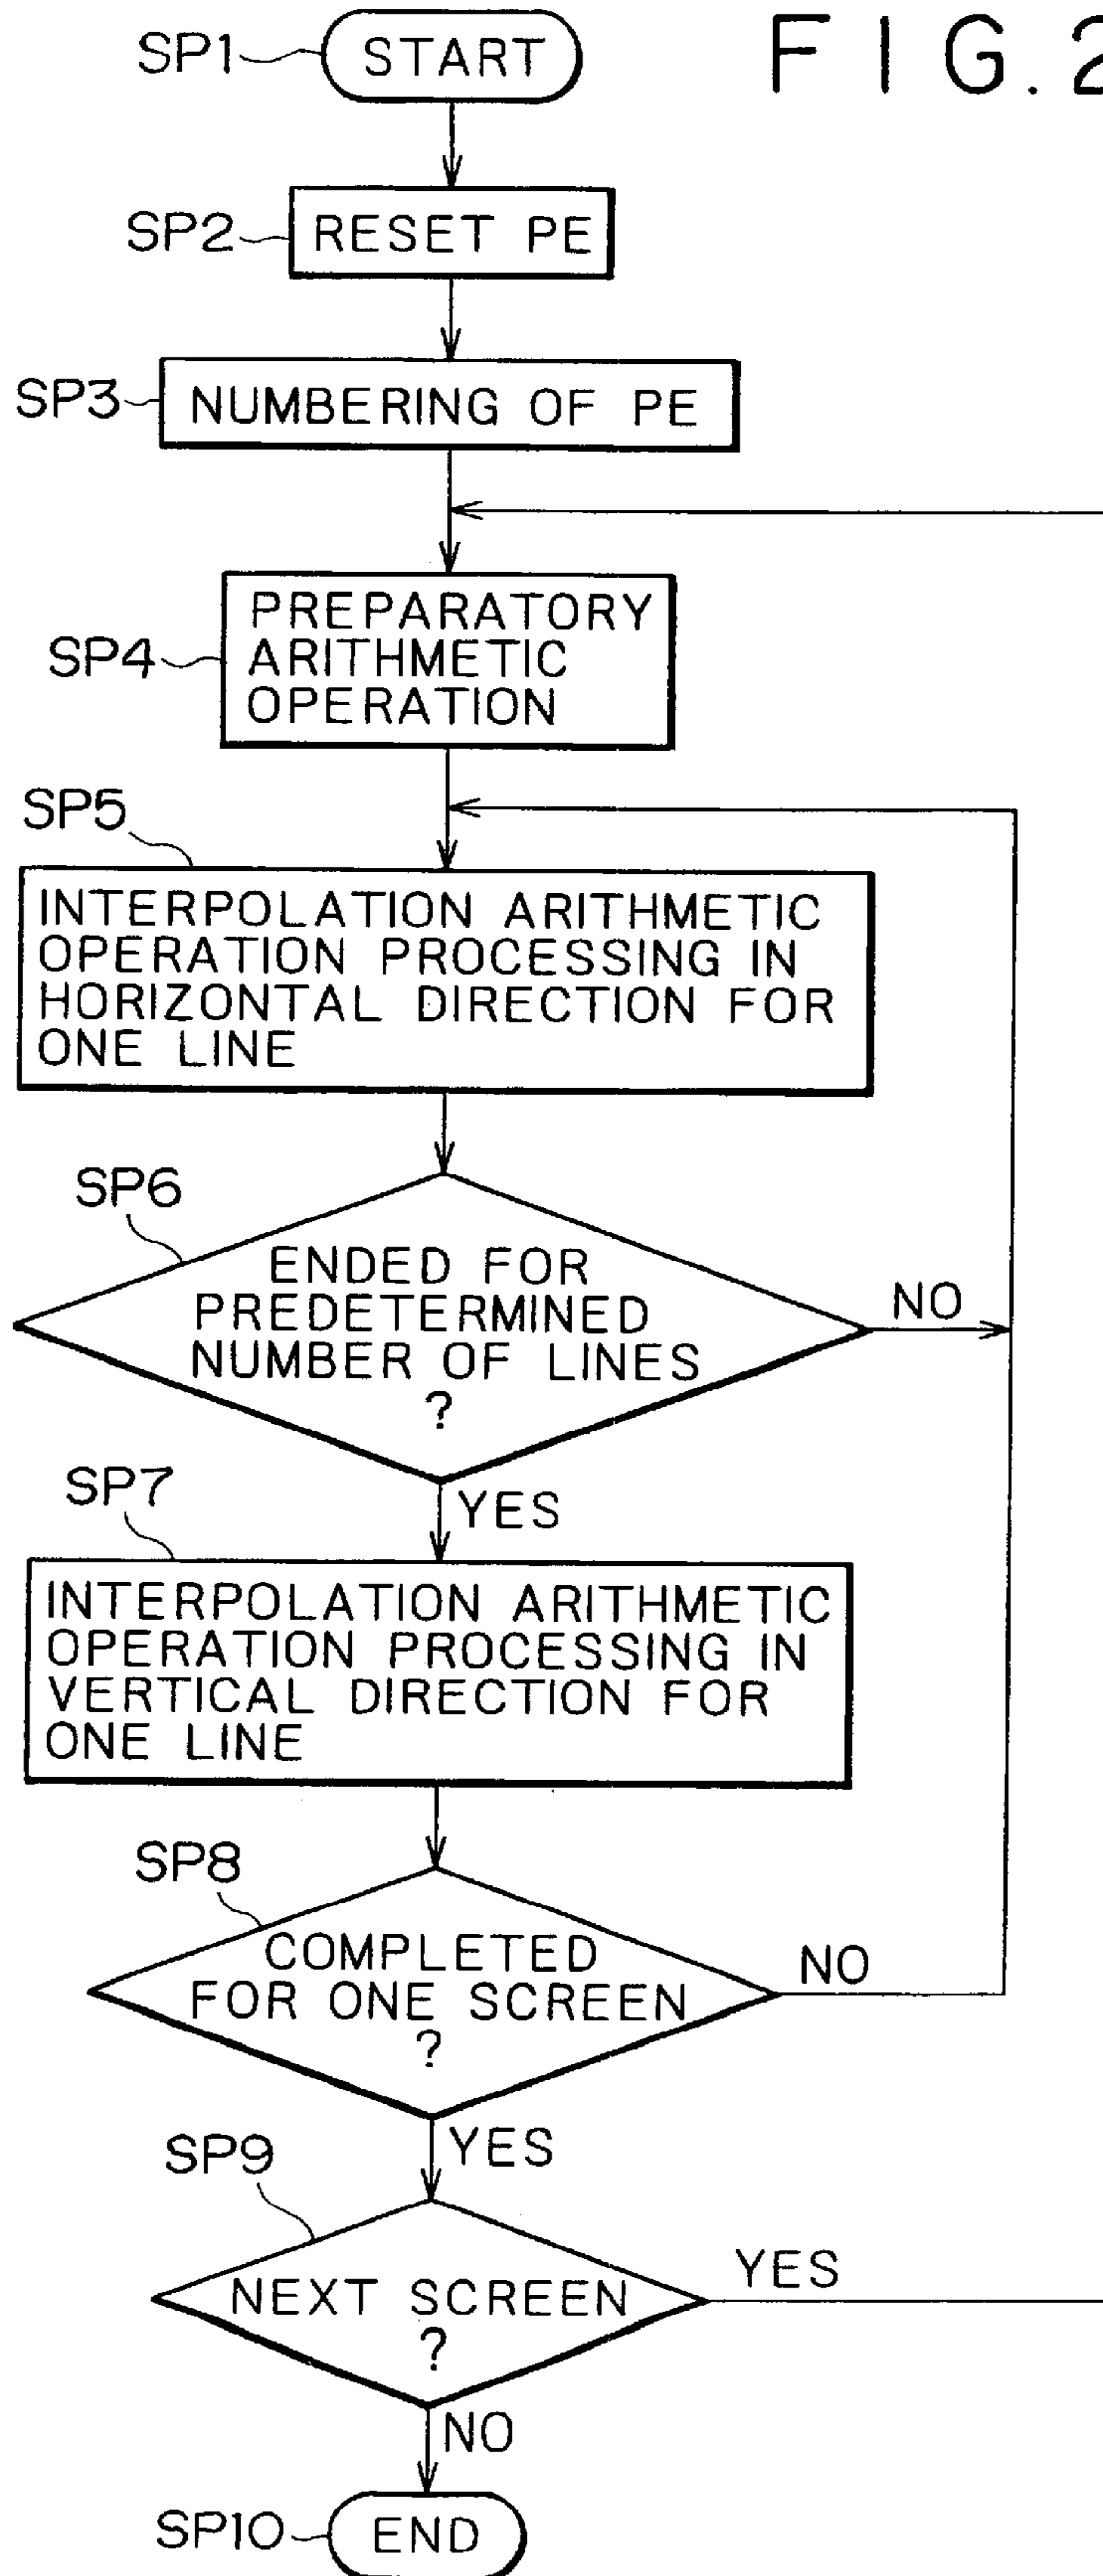 FIG. 2
SP1
START
SP2
RESET PE
SP3
NUMBERING OF PE
SP4
PREPARATORY
ARITHMETIC
OPERATION
SP5
INTERPOLATION ARITHMETIC
OPERATION PROCESSING IN
HORIZONTAL DIRECTION FOR
ONE LINE
SP6
ENDED FOR
PREDETERMINED
NUMBER OF LINES
?
NO
YES
SP7
INTERPOLATION ARITHMETIC
OPERATION PROCESSING IN
VERTICAL DIRECTION FOR
ONE LINE
SP8
COMPLETED
FOR ONE SCREEN
?
NO
YES
SP9
NEXT SCREEN
?
YES
NO
SP10
END